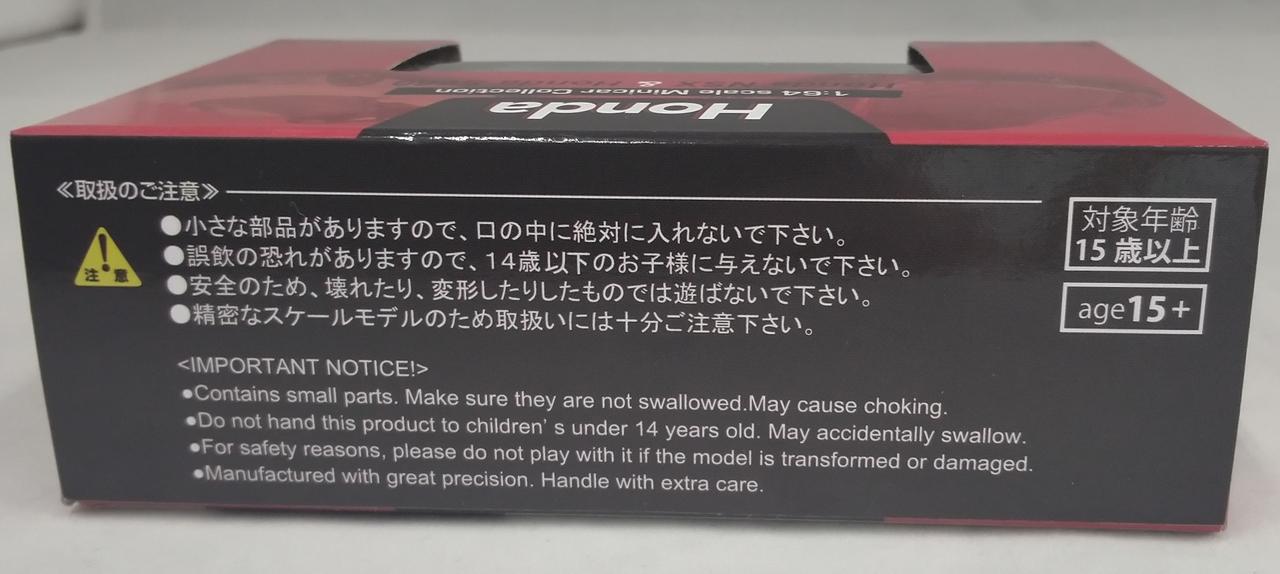 Honda
1:64 scale Minicar Collection
NSX & Honda
≪取扱のご注意≫
注意
●小さな部品がありますので、口の中に絶対に入れないで下さい。
●誤飲の恐れがありますので、14歳以下のお子様に与えないで下さい。
●安全のため、壊れたり、変形したりしたものでは遊ばないで下さい。
●精密なスケールモデルのため取扱いには十分ご注意下さい。
対象年齢
15歳以上
age15+
<IMPORTANT NOTICE!>
●Contains small parts. Make sure they are not swallowed.May cause choking.
●Do not hand this product to children' s under 14 years old. May accidentally swallow.
●For safety reasons, please do not play with it if the model is transformed or damaged.
●Manufactured with great precision. Handle with extra care.